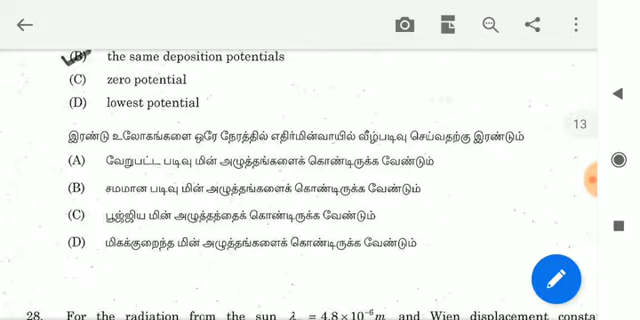 (B) the same deposition potentials
(C) zero potential
(D) lowest potential
13
இரண்டு உலோகங்களை ஒரே நேரத்தில் எதிர்மின்வாயில் வீழ்படிவு செய்வதற்கு இரண்டும்
(A) வேறுபட்ட படிவு மின் அழுத்தங்களைக் கொண்டிருக்க வேண்டும்
(B) சமமான படிவு மின் அழுத்தங்களைக் கொண்டிருக்க வேண்டும்
(C) பூஜ்ஜிய மின் அழுத்தத்தைக் கொண்டிருக்க வேண்டும்
(D) மிகக்குறைந்த மின் அழுத்தங்களைக் கொண்டிருக்க வேண்டும்
28. For the radiation from the sun λ = 4.8 × 10⁻⁶ m and Wien displacement